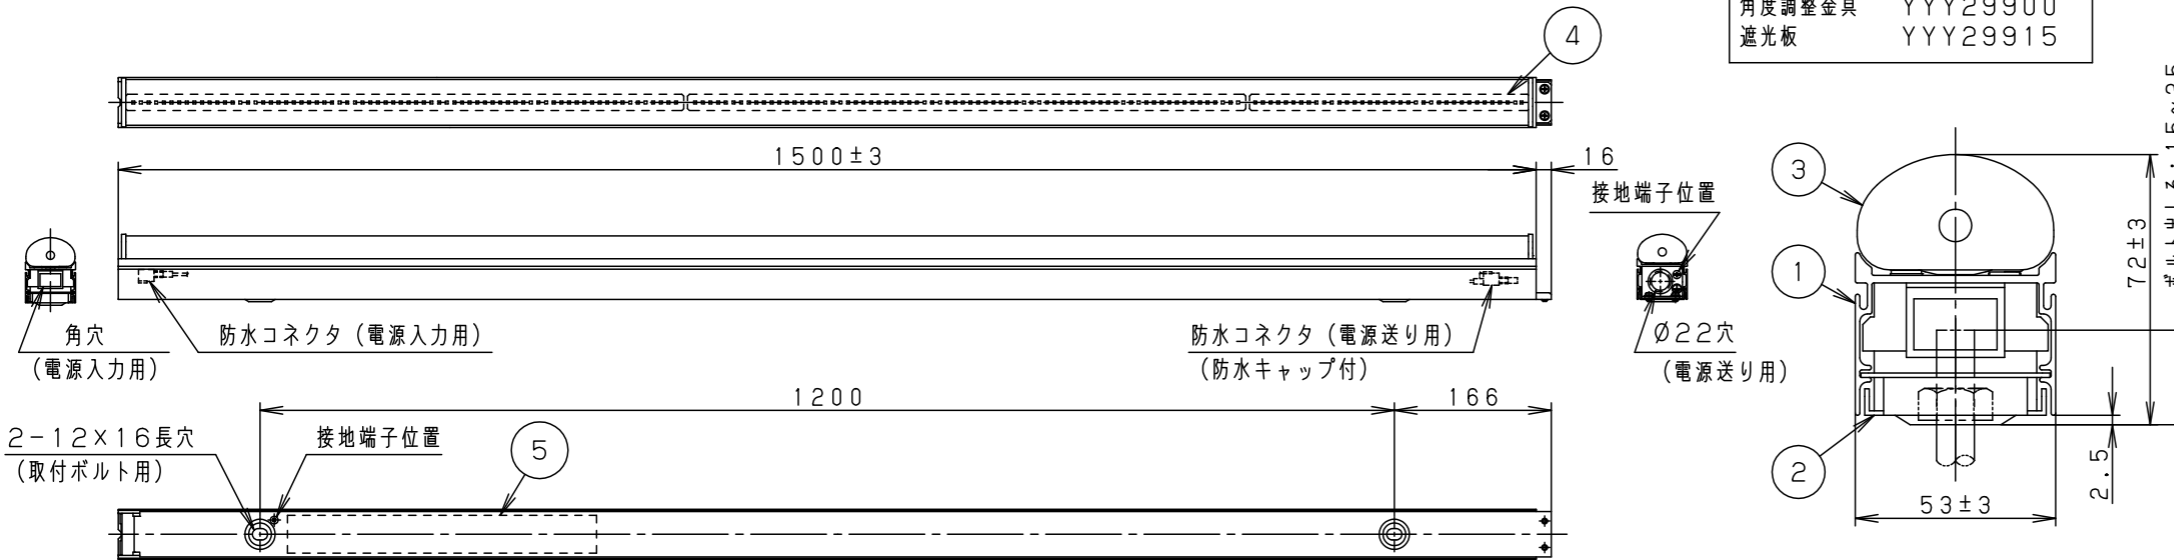 角度調整金具 YYY29900
遮光板 YYY29915
4
1500±3
16
接地端子位置
3
1
72±3
角穴
(電源入力用)
防水コネクタ (電源入力用)
防水コネクタ (電源送り用)
(防水キャップ付)
Ø22穴
(電源送り用)
1200
166
2-12×16長穴
(取付ボルト用)
接地端子位置
5
2
2.5
53±3